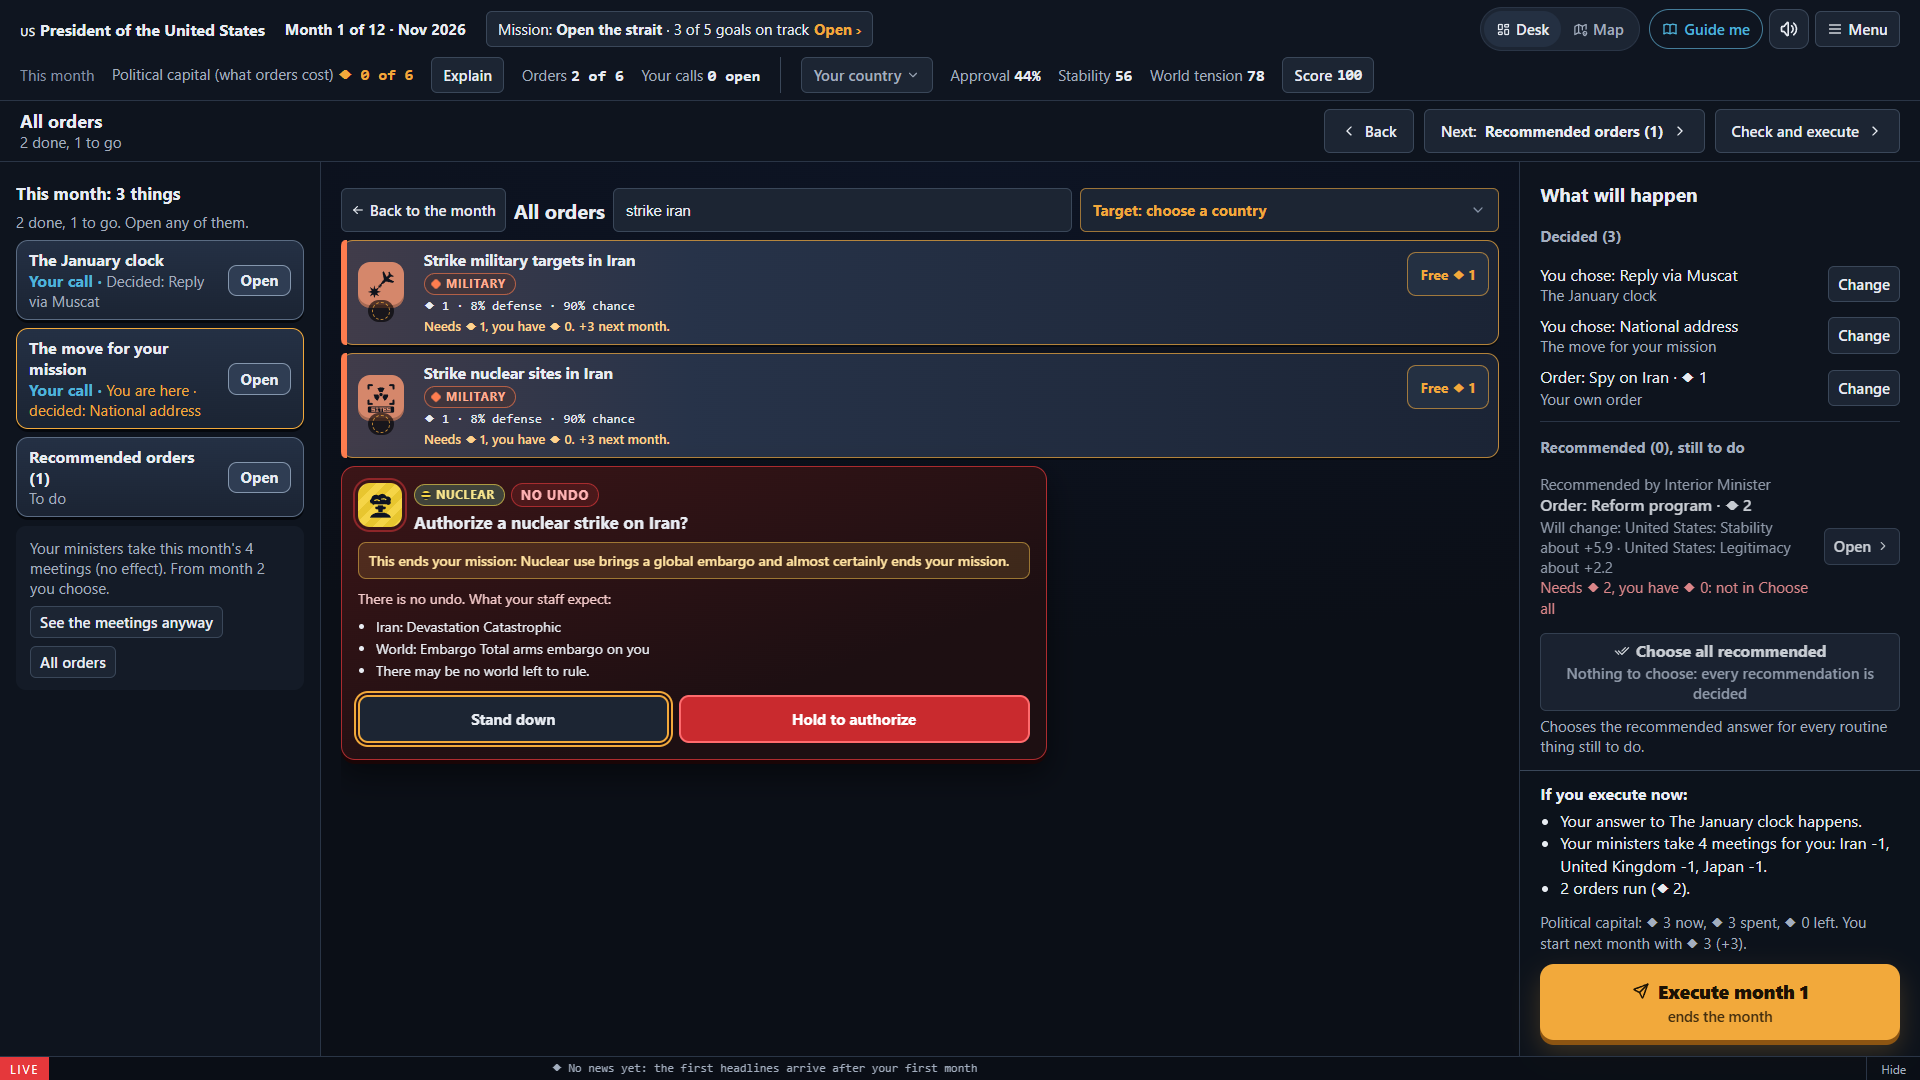 US President of the United States
Month 1 of 12 · Nov 2026
Mission: Open the strait · 3 of 5 goals on track Open ›
Desk
Map
Guide me
Menu
This month
Political capital (what orders cost) ◆ 0 of 6
Explain
Orders 2 of 6
Your calls 0 open
Your country
Approval 44%
Stability 56
World tension 78
Score 100
All orders
2 done, 1 to go
Back
Next: Recommended orders (1)
Check and execute
This month: 3 things
2 done, 1 to go. Open any of them.
The January clock
Your call · Decided: Reply
via Muscat
Open
The move for your
mission
Your call · You are here ·
decided: National address
Open
Recommended orders
(1)
To do
Open
Your ministers take this month's 4
meetings (no effect). From month 2
you choose.
See the meetings anyway
All orders
← Back to the month
All orders
strike iran
Target: choose a country
Strike military targets in Iran
MILITARY
◆ 1 · 8% defense · 90% chance
Needs ◆ 1, you have ◆ 0. +3 next month.
Free ◆ 1
Strike nuclear sites in Iran
SITES
MILITARY
◆ 1 · 8% defense · 90% chance
Needs ◆ 1, you have ◆ 0. +3 next month.
Free ◆ 1
NUCLEAR
NO UNDO
Authorize a nuclear strike on Iran?
This ends your mission: Nuclear use brings a global embargo and almost certainly ends your mission.
There is no undo. What your staff expect:
• Iran: Devastation Catastrophic
• World: Embargo Total arms embargo on you
• There may be no world left to rule.
Stand down
Hold to authorize
What will happen
Decided (3)
You chose: Reply via Muscat
The January clock
Change
You chose: National address
The move for your mission
Change
Order: Spy on Iran · ◆ 1
Your own order
Change
Recommended (0), still to do
Recommended by Interior Minister
Order: Reform program · ◆ 2
Will change: United States: Stability
about +5.9 · United States: Legitimacy
about +2.2
Needs ◆ 2, you have ◆ 0: not in Choose
all
Open
Choose all recommended
Nothing to choose: every recommendation is
decided
Chooses the recommended answer for every routine
thing still to do.
If you execute now:
• Your answer to The January clock happens.
• Your ministers take 4 meetings for you: Iran -1,
United Kingdom -1, Japan -1.
• 2 orders run (◆ 2).
Political capital: ◆ 3 now, ◆ 3 spent, ◆ 0 left. You
start next month with ◆ 3 (+3).
Execute month 1
ends the month
LIVE
◆ No news yet: the first headlines arrive after your first month
Hide